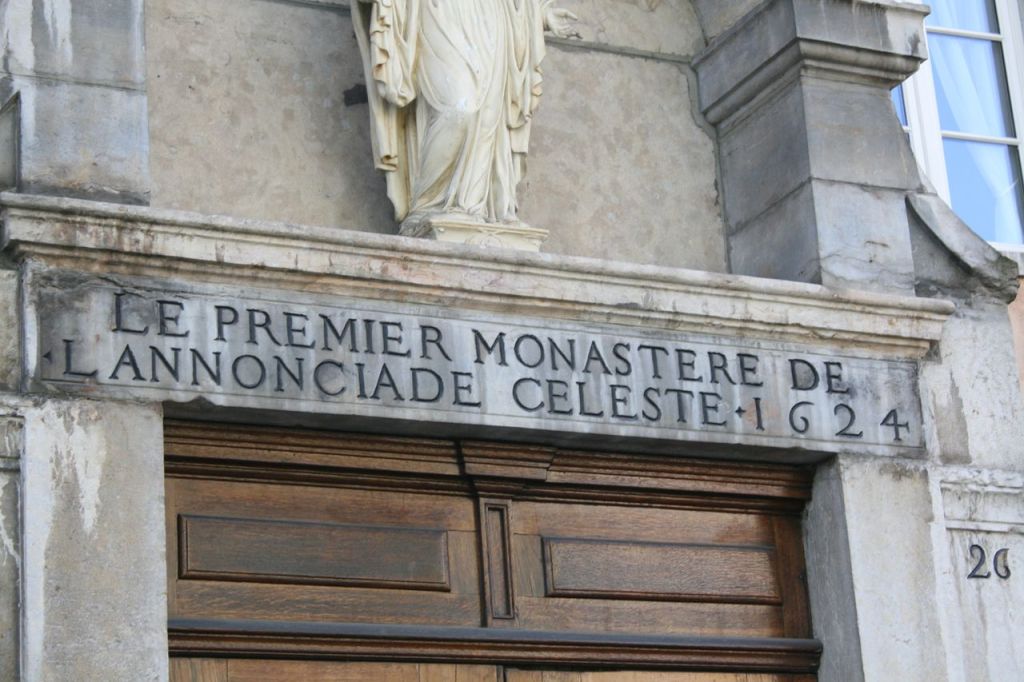 LE PREMIER MONASTERE DE
·LANNONCIADE CELESTE·1624
26